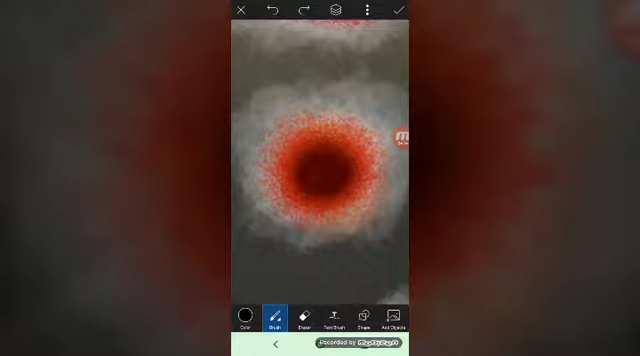 Color
Brush
Eraser
Text Brush
Shape
Add Objects
Recorded by